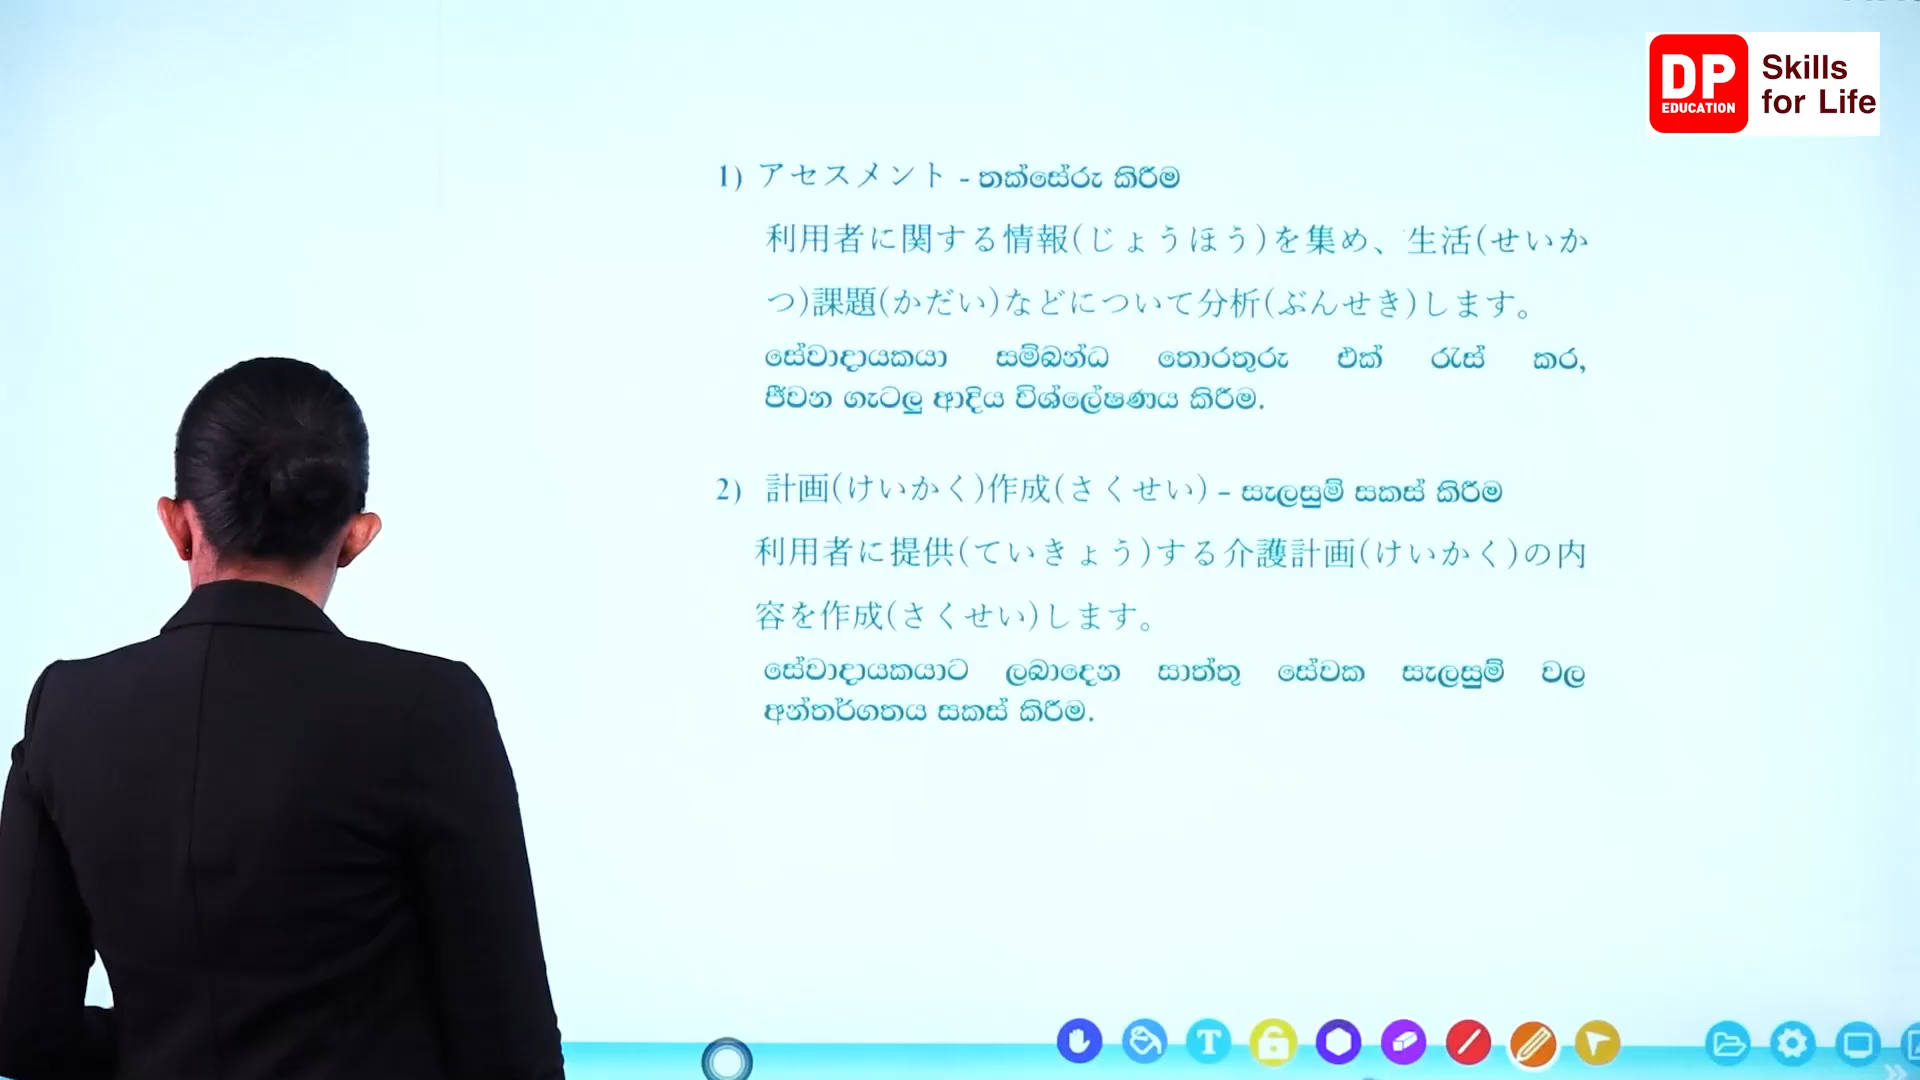 DP
EDUCATION
Skills
for Life
1) アセスメント - තක්සේරු කිරීම
利用者に関する情報(じょうほう)を集め、生活(せいか
つ)課題(かだい)などについて分析(ぶんせき)します。
සේවාදායකයා සම්බන්ධ තොරතුරු එක් රැස් කර,
ජීවන ගැටලු ආදිය විශ්ලේෂණය කිරීම.
2) 計画(けいかく)作成(さくせい) - සැලසුම් සකස් කිරීම
利用者に提供(ていきょう)する介護計画(けいかく)の内
容を作成(さくせい)します。
සේවාදායකයාට ලබාදෙන සාත්තු සේවක සැලසුම් වල
අන්තර්ගතය සකස් කිරීම.
T